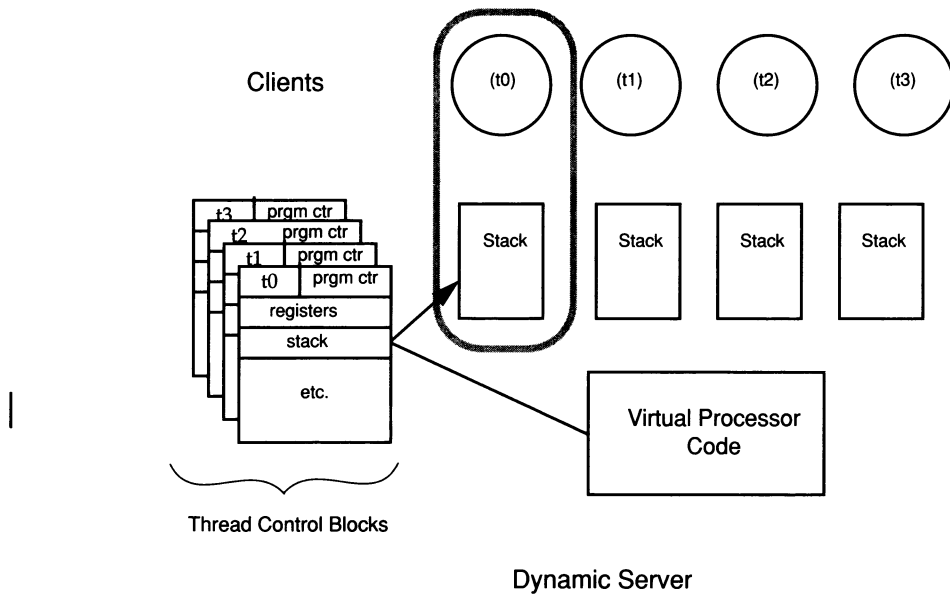 Clients
(t0)
(t1)
(t2)
(t3)
Stack
Stack
Stack
Stack
t3 prgm ctr
t2 prgm ctr
t1 prgm ctr
t0 prgm ctr
registers
stack
etc.
Virtual Processor
Code
Thread Control Blocks
Dynamic Server